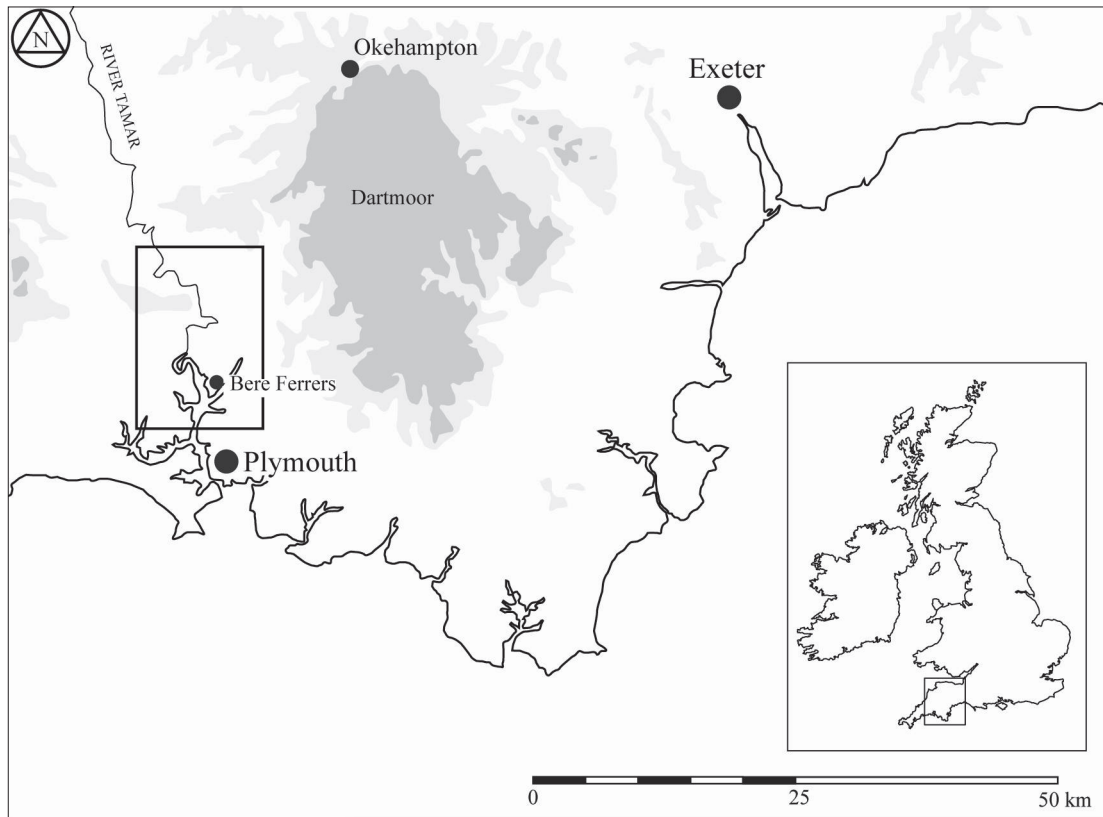 N
RIVER TAMAR
Okehampton
Exeter
Dartmoor
Bere Ferrers
Plymouth
0
25
50 km